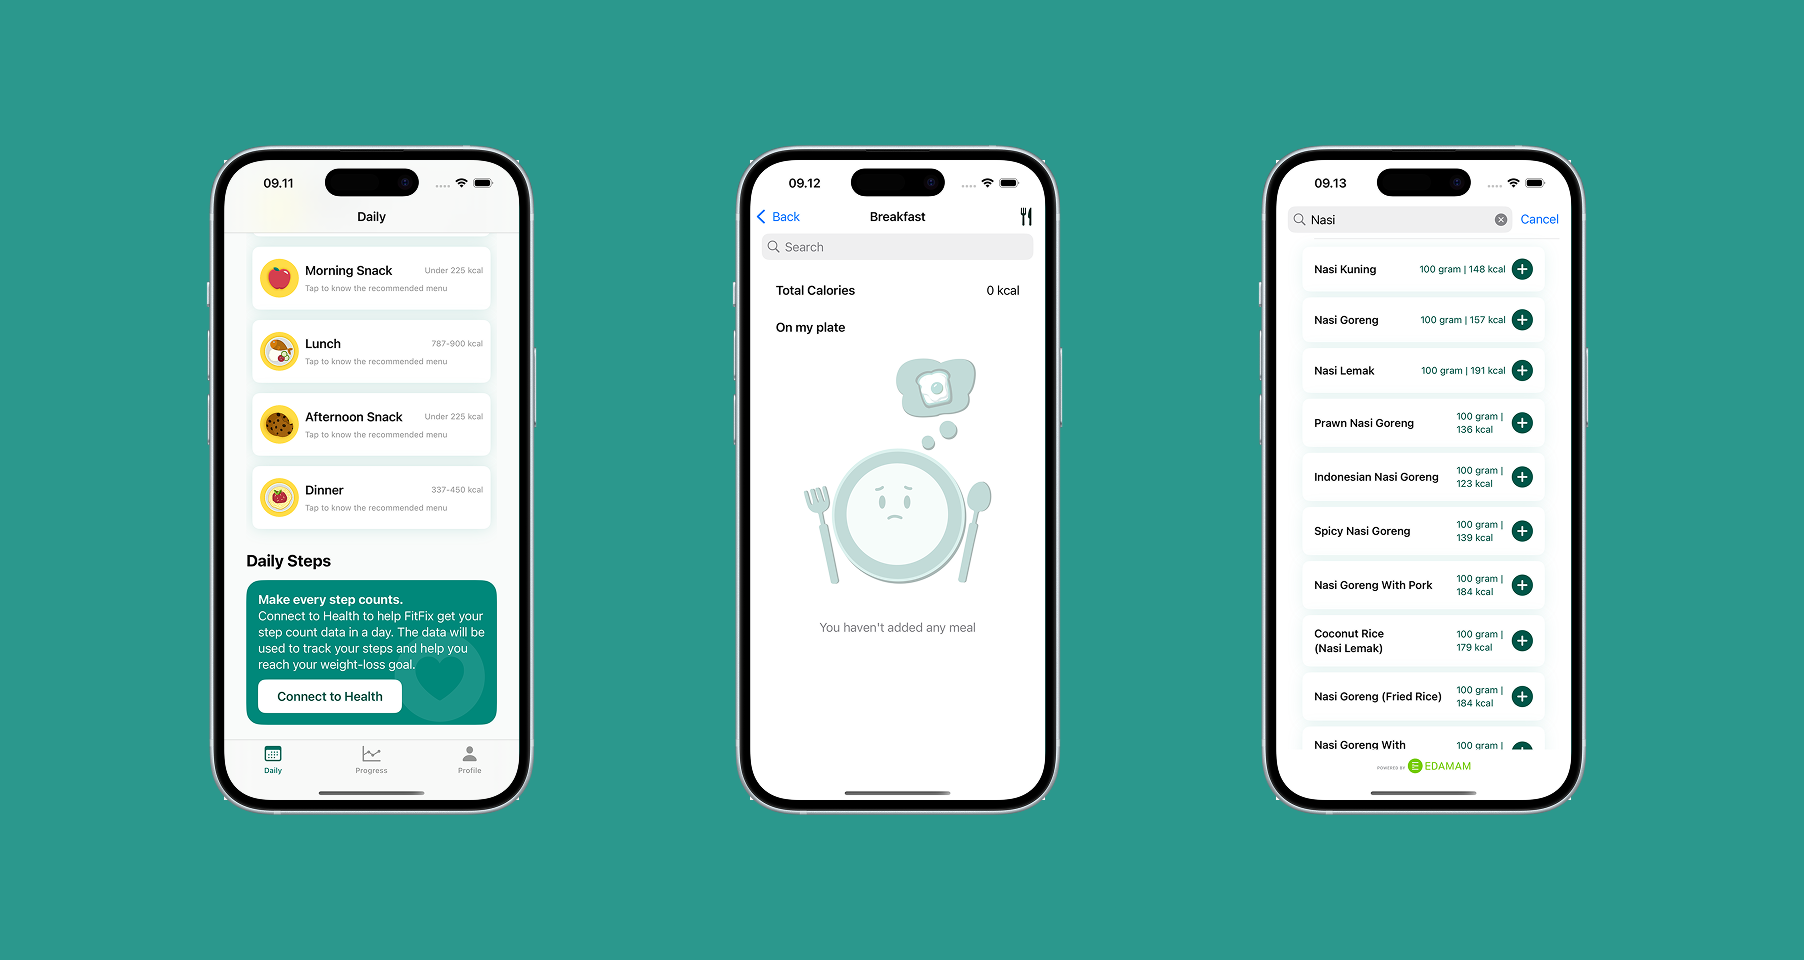 09.11
Daily
Morning Snack
Under 225 kcal
Tap to know the recommended menu
Lunch
787-900 kcal
Tap to know the recommended menu
Afternoon Snack
Under 225 kcal
Tap to know the recommended menu
Dinner
337-450 kcal
Tap to know the recommended menu
Daily Steps
Make every step counts.
Connect to Health to help FitFix get your
step count data in a day. The data will be
used to track your steps and help you
reach your weight-loss goal.
Connect to Health
Daily
Progress
Profile
09.12
Back
Breakfast
Search
Total Calories
0 kcal
On my plate
You haven't added any meal
09.13
Nasi
Cancel
Nasi Kuning
100 gram | 148 kcal
Nasi Goreng
100 gram | 157 kcal
Nasi Lemak
100 gram | 191 kcal
Prawn Nasi Goreng
100 gram |
136 kcal
Indonesian Nasi Goreng
100 gram |
123 kcal
Spicy Nasi Goreng
100 gram |
139 kcal
Nasi Goreng With Pork
100 gram |
184 kcal
Coconut Rice
(Nasi Lemak)
100 gram |
179 kcal
Nasi Goreng (Fried Rice)
100 gram |
184 kcal
Nasi Goreng With
100 gram |
POWERED BY
EDAMAM